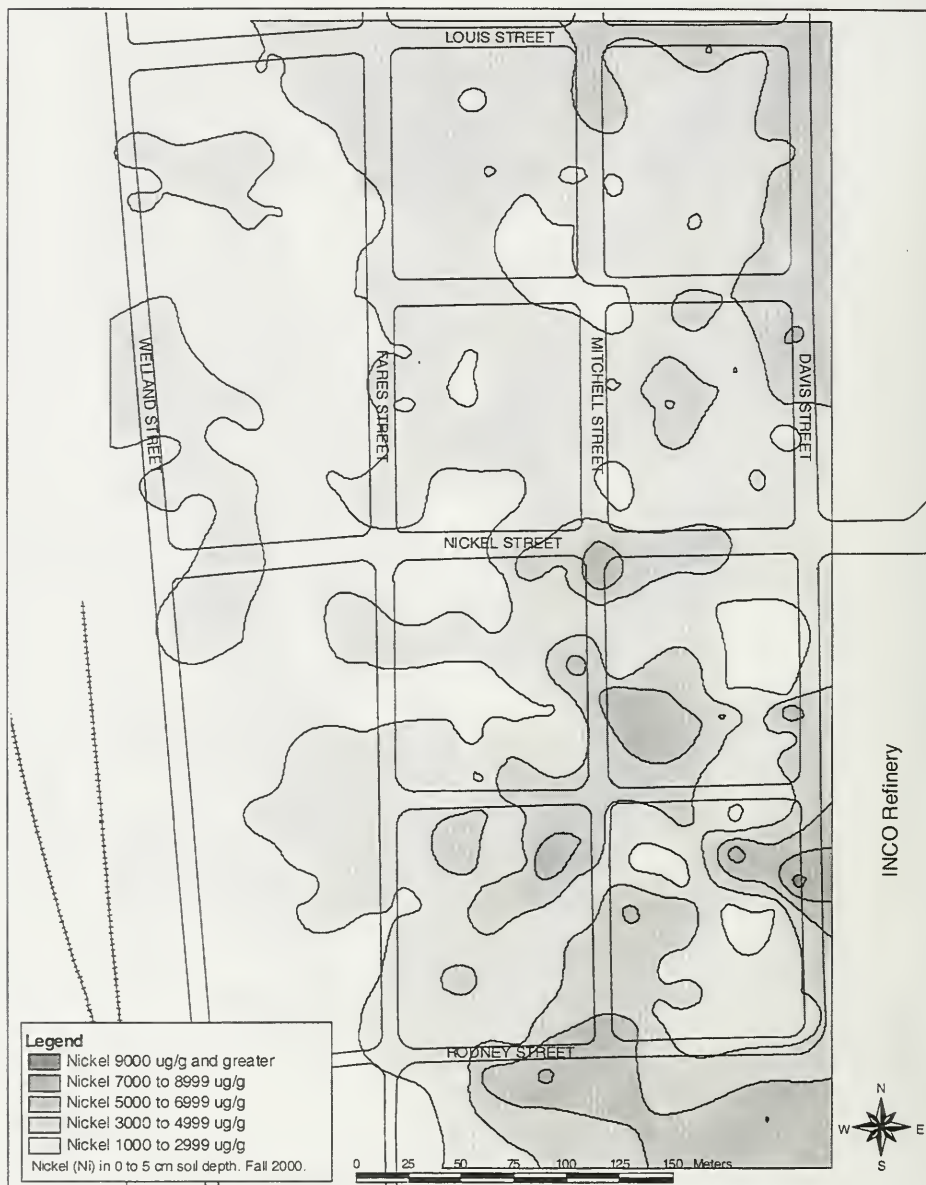 LOUIS STREET
WELLAND STREET
FARES STREET
MITCHELL STREET
DAVIS STREET
NICKEL STREET
INCO Refinery
RODNEY STREET
Legend
Nickel 9000 ug/g and greater
Nickel 7000 to 8999 ug/g
Nickel 5000 to 6999 ug/g
Nickel 3000 to 4999 ug/g
Nickel 1000 to 2999 ug/g
Nickel (Ni) in 0 to 5 cm soil depth. Fall 2000.
0 25 50 75 100 125 150 Meters
N
W E
S